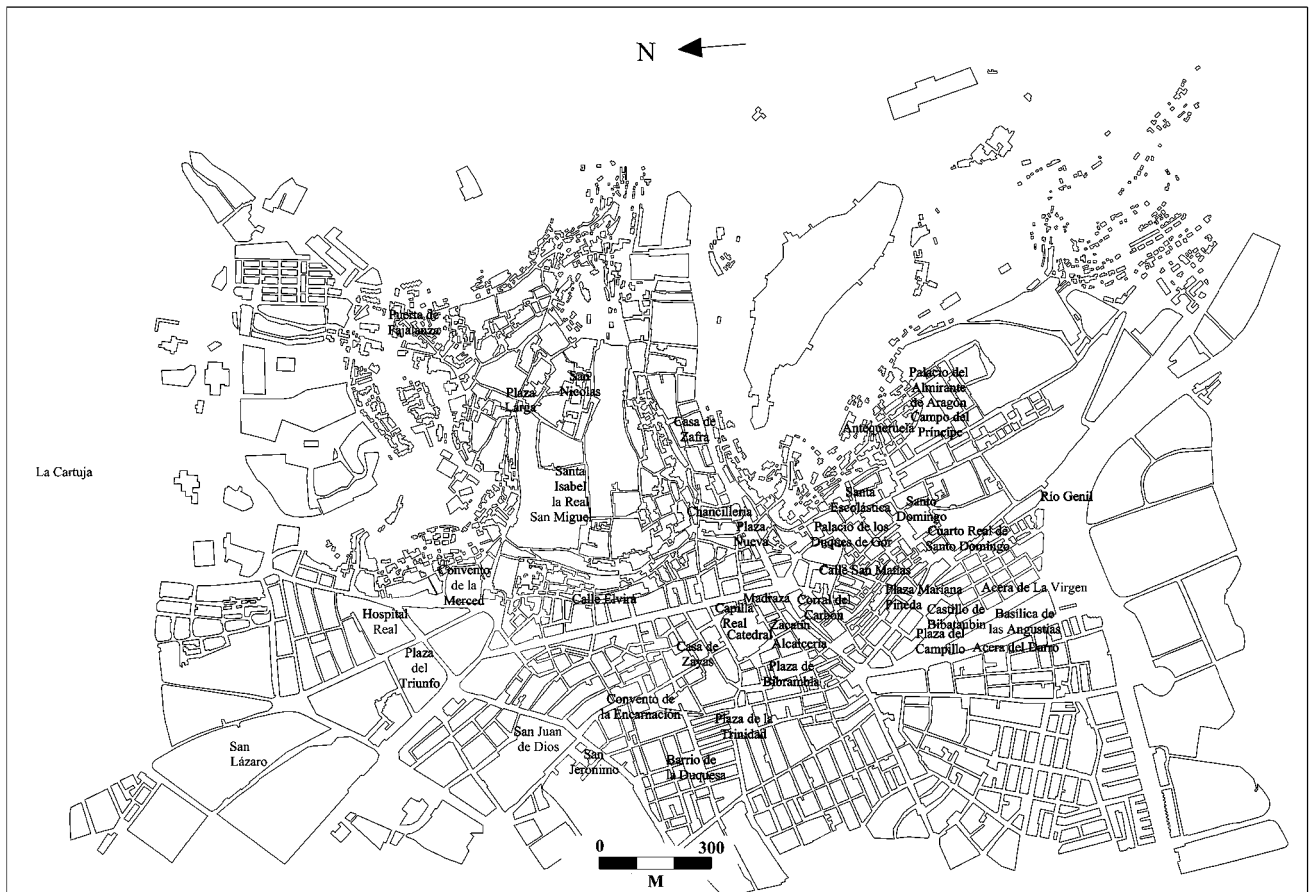 N
Puerta de
Fajalauza
San
Nicolas
Plaza
Larga
Palacio del
Almirante
de Aragón
Campo del
Príncipe
Antequeruela
Casa de
Zafra
La Cartuja
Santa
Isabel
la Real
San Miguel
Santa
Escolástica
Santo
Domingo
Río Genil
Chancillería
Plaza
Nueva
Palacio de los
Duques de Gor
Cuarto Real de
Santo Domingo
Convento
de la
Merced
Calle San Matías
Calle Elvira
Madraza
Corral del
Carbón
Plaza Mariana
Pineda
Acera de La Virgen
Hospital
Real
Capilla
Real
Catedral
Zacatín
Alcaicería
Castillo de
Bibataubín
Basílica de
las Angustias
Plaza del
Campillo
Acera del Darro
Casa de
Zayas
Plaza
del
Triunfo
Plaza de
Bibrambla
Convento de
la Encarnación
Plaza de la
Trinidad
San Juan
de Dios
San
Lázaro
San
Jerónimo
Barrio de
la Duquesa
0 300
M